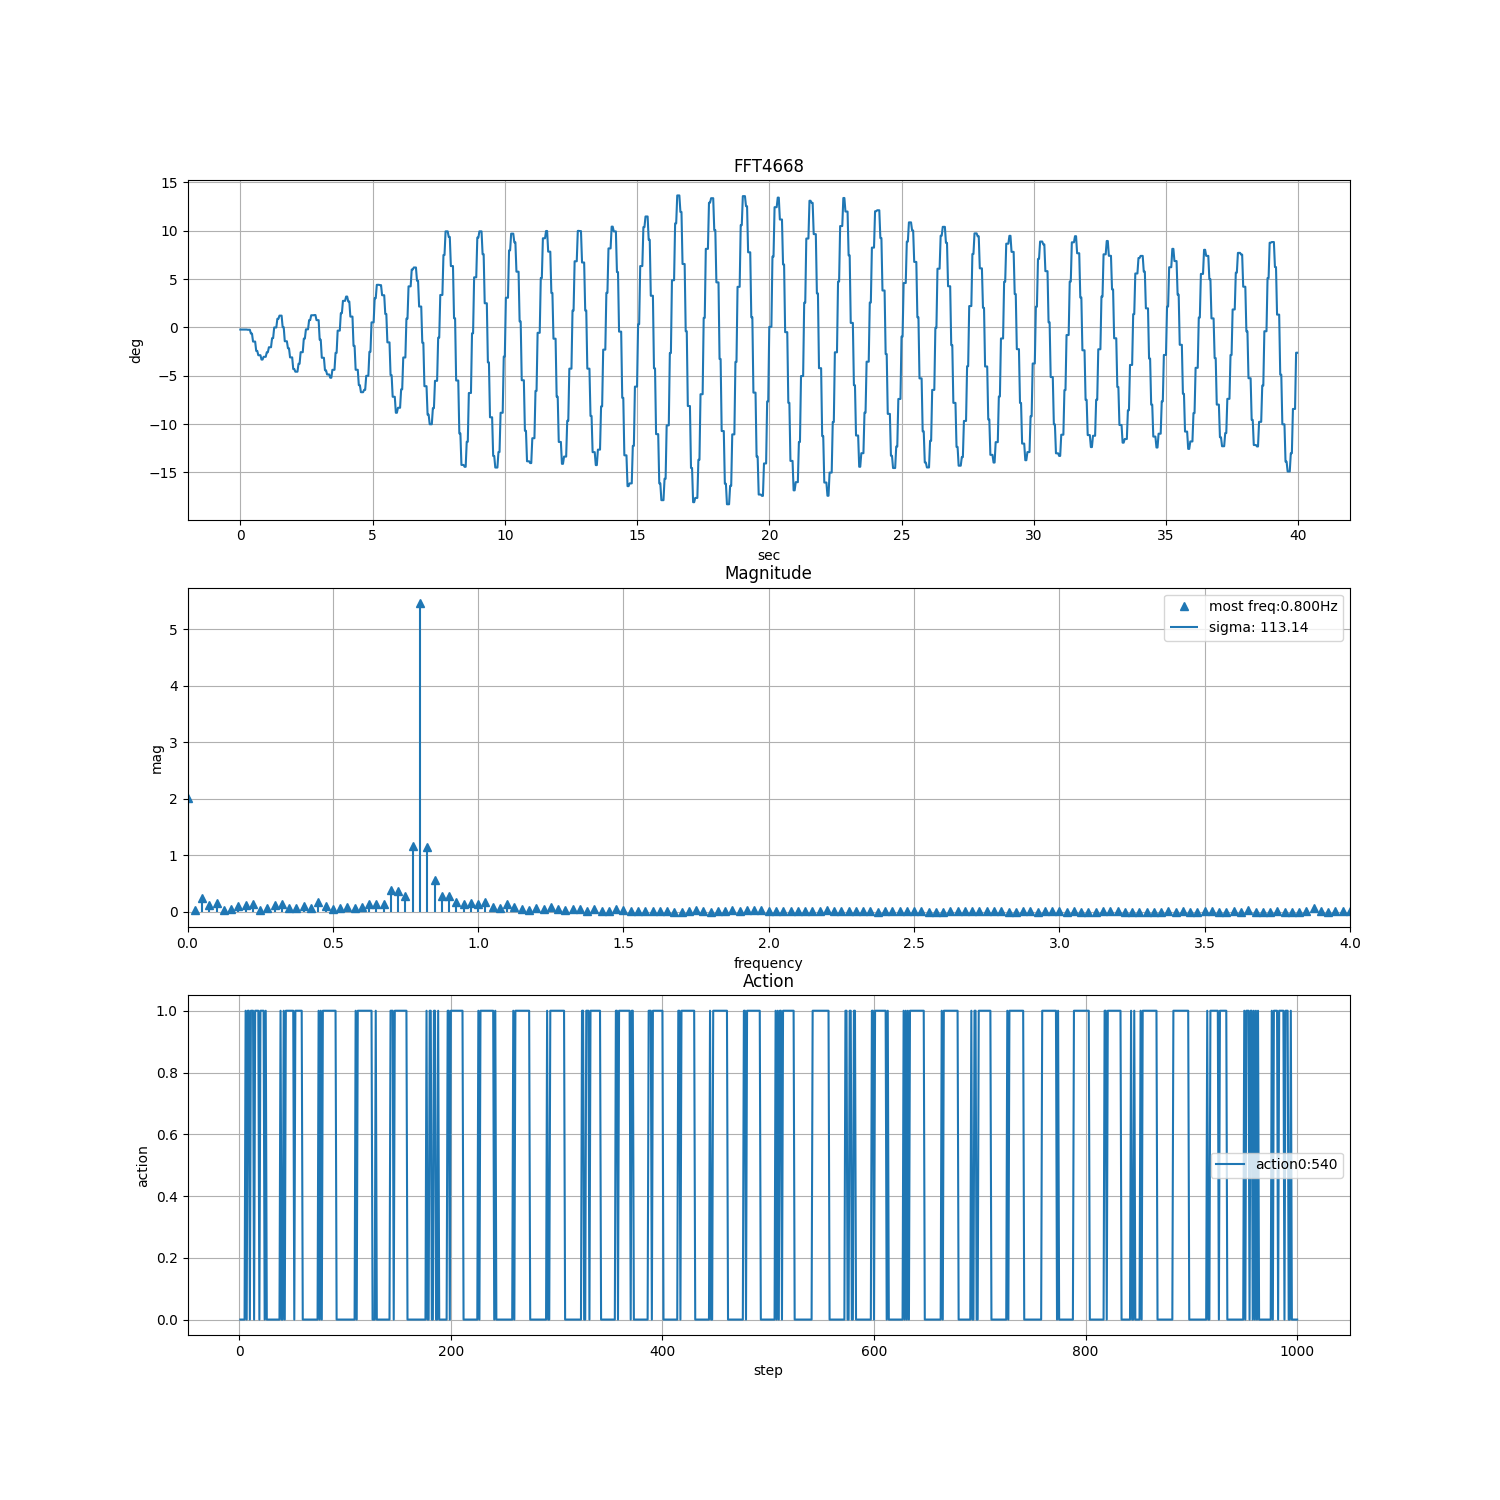 FFT4668
15
10
5
0
−5
−10
−15
deg
0 5 10 15 20 25 30 35 40
sec
Magnitude
most freq:0.800Hz
sigma: 113.14
5
4
3
2
1
0
mag
0.0 0.5 1.0 1.5 2.0 2.5 3.0 3.5 4.0
frequency
Action
1.0
0.8
0.6
0.4
0.2
0.0
action
action0:540
0 200 400 600 800 1000
step